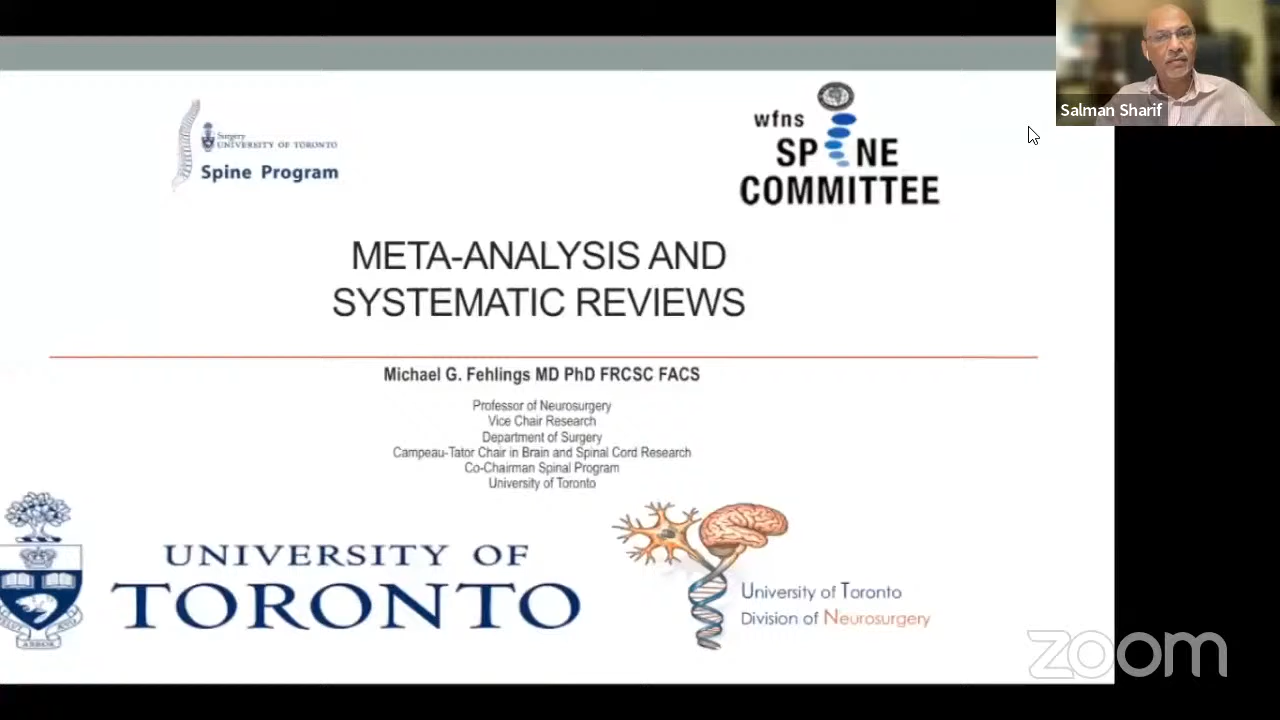 Salman Sharif
Surgery
UNIVERSITY OF TORONTO
Spine Program
wfns
SP NE
COMMITTEE
META-ANALYSIS AND
SYSTEMATIC REVIEWS
Michael G. Fehlings MD PhD FRCSC FACS
Professor of Neurosurgery
Vice Chair Research
Department of Surgery
Campeau-Tator Chair in Brain and Spinal Cord Research
Co-Chairman Spinal Program
University of Toronto
UNIVERSITY OF
TORONTO
University of Toronto
Division of Neurosurgery
zoom